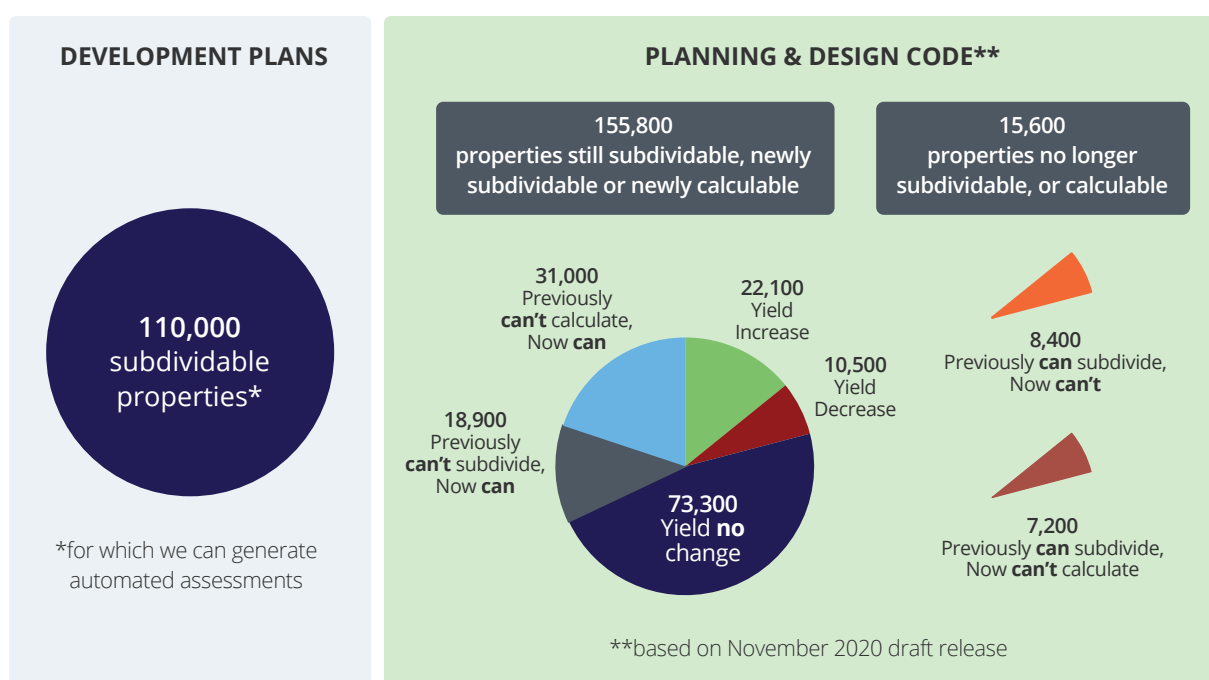 DEVELOPMENT PLANS
110,000
subdividable
properties*
*for which we can generate
automated assessments
PLANNING & DESIGN CODE**
155,800
properties still subdividable, newly
subdividable or newly calculable
15,600
properties no longer
subdividable, or calculable
31,000
Previously
can’t calculate,
Now can
22,100
Yield
Increase
10,500
Yield
Decrease
18,900
Previously
can’t subdivide,
Now can
73,300
Yield no
change
8,400
Previously can subdivide,
Now can’t
7,200
Previously can subdivide,
Now can’t calculate
**based on November 2020 draft release